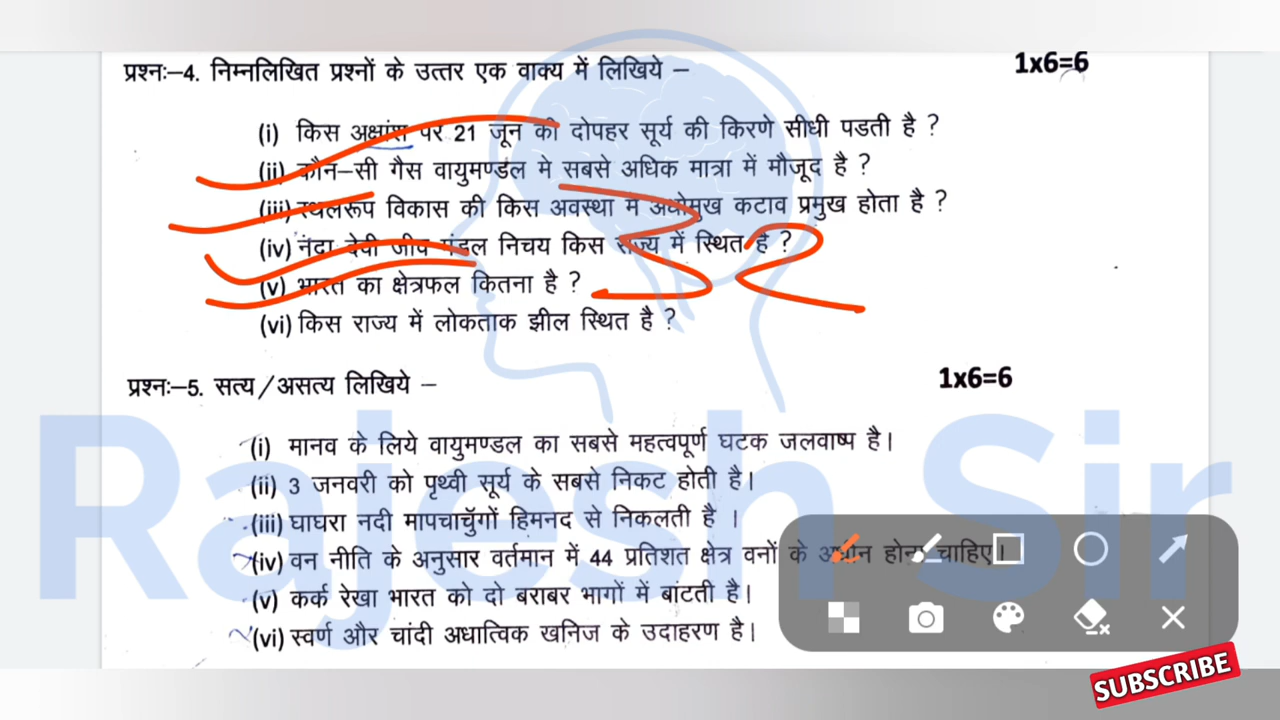 प्रश्नः–4. निम्नलिखित प्रश्नों के उत्तर एक वाक्य में लिखिये – 1x6=6
(i) किस अक्षांश पर 21 जून की दोपहर सूर्य की किरणे सीधी पडती है ?
(ii) कौन–सी गैस वायुमण्डल मे सबसे अधिक मात्रा में मौजूद है ?
(iii) स्थलरूप विकास की किस अवस्था मे अधोमुख कटाव प्रमुख होता है ?
(iv) नंदा देवी जीव मंडल निचय किस राज्य में स्थित है ?
(v) भारत का क्षेत्रफल कितना है ?
32
(vi) किस राज्य में लोकताक झील स्थित है ?
प्रश्नः–5. सत्य/असत्य लिखिये – 1x6=6
(i) मानव के लिये वायुमण्डल का सबसे महत्वपूर्ण घटक जलवाष्प है।
(ii) 3 जनवरी को पृथ्वी सूर्य के सबसे निकट होती है।
(iii) घाघरा नदी मापचाचुँगों हिमनद से निकलती है ।
(iv) वन नीति के अनुसार वर्तमान में 44 प्रतिशत क्षेत्र वनों के अधीन होना चाहिए।
(v) कर्क रेखा भारत को दो बराबर भागों में बांटती है।
(vi) स्वर्ण और चांदी अधात्विक खनिज के उदाहरण है।
Rajesh Sir
SUBSCRIBE